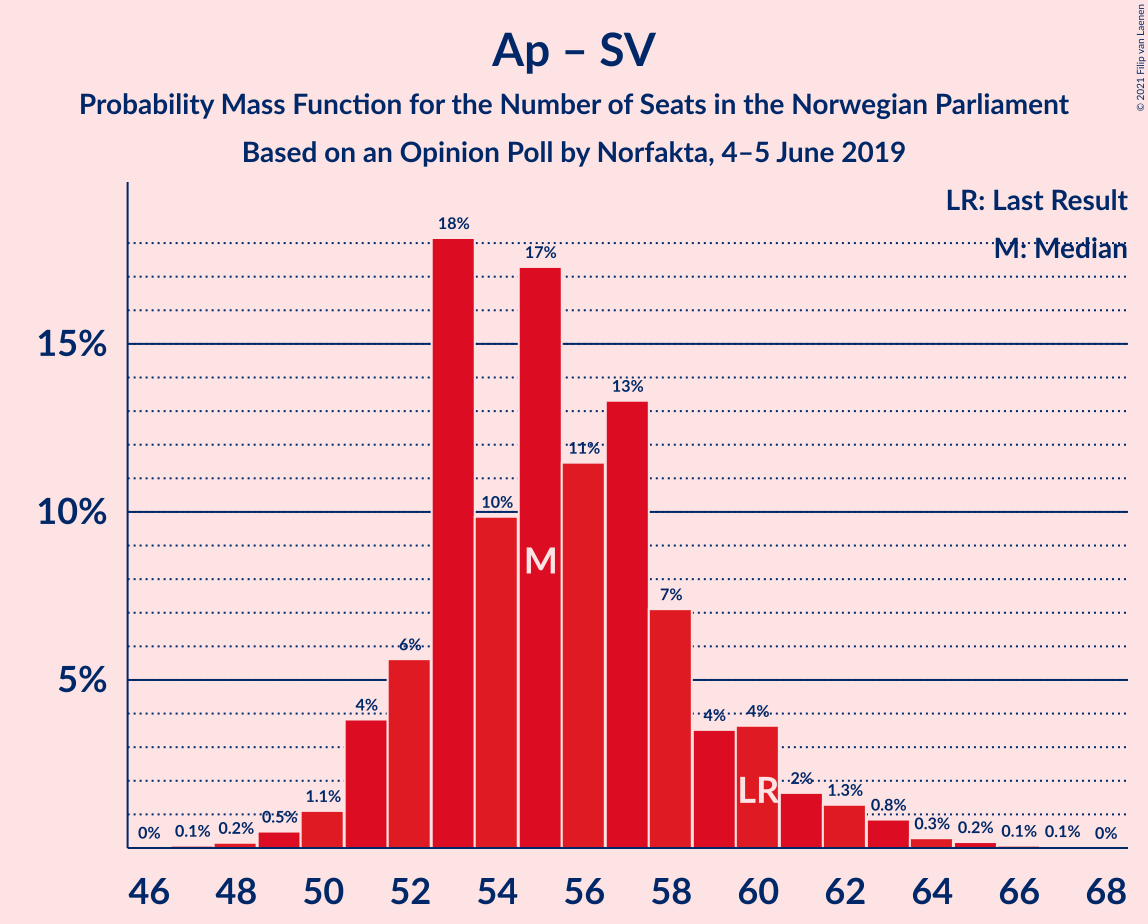 Ap – SV
Probability Mass Function for the Number of Seats in the Norwegian Parliament
Based on an Opinion Poll by Norfakta, 4–5 June 2019
© 2021 Filip van Laenen
LR: Last Result
M: Median
15%
10%
5%
0%
0.1%
0.2%
0.5%
1.1%
4%
6%
18%
10%
17%
11%
13%
7%
4%
4%
2%
1.3%
0.8%
0.3%
0.2%
0.1%
0.1%
0%
M
LR
46 48 50 52 54 56 58 60 62 64 66 68